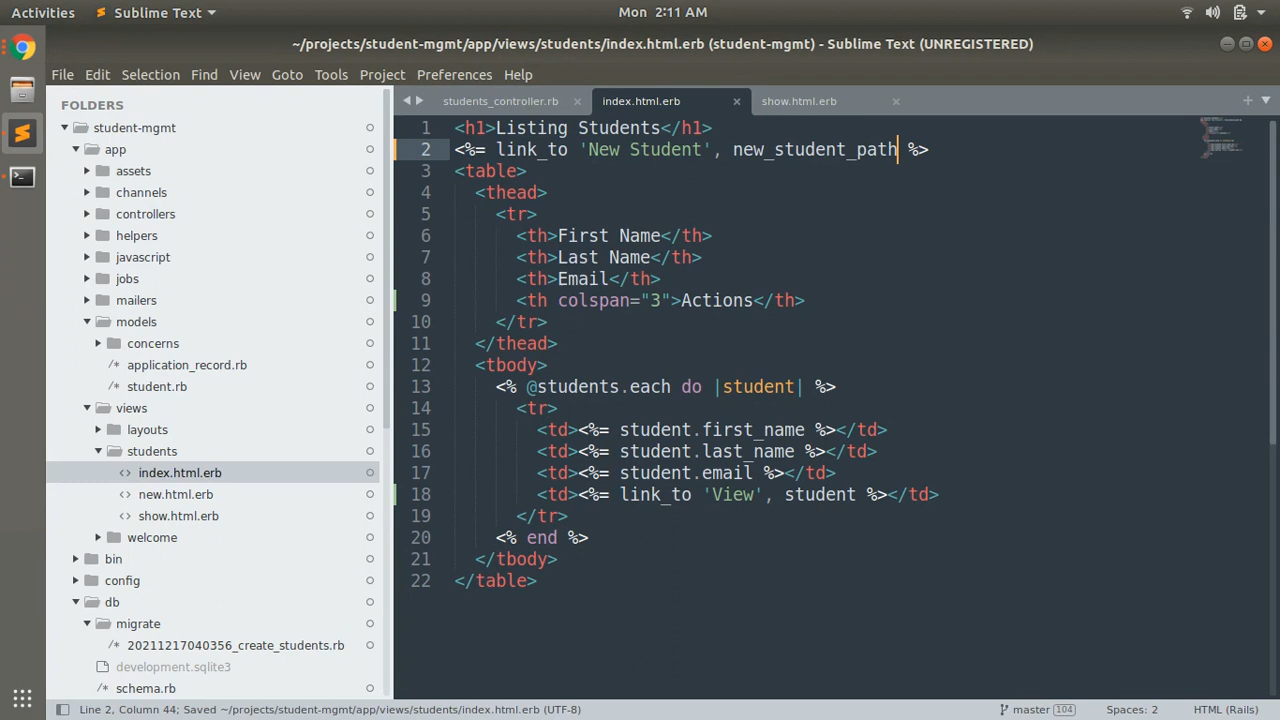 Activities Sublime Text Mon 2:11 AM
~/projects/student-mgmt/app/views/students/index.html.erb (student-mgmt) - Sublime Text (UNREGISTERED)
File Edit Selection Find View Goto Tools Project Preferences Help
FOLDERS
student-mgmt
app
assets
channels
controllers
helpers
javascript
jobs
mailers
models
concerns
/* application_record.rb
/* student.rb
views
layouts
students
<> index.html.erb
<> new.html.erb
<> show.html.erb
welcome
bin
config
db
migrate
/* 20211217040356_create_students.rb
development.sqlite3
/* schema.rb
students_controller.rb × index.html.erb × show.html.erb ×
1 <h1>Listing Students</h1>
2 <%= link_to 'New Student', new_student_path %>
3 <table>
4 <thead>
5 <tr>
6 <th>First Name</th>
7 <th>Last Name</th>
8 <th>Email</th>
9 <th colspan="3">Actions</th>
10 </tr>
11 </thead>
12 <tbody>
13 <% @students.each do |student| %>
14 <tr>
15 <td><%= student.first_name %></td>
16 <td><%= student.last_name %></td>
17 <td><%= student.email %></td>
18 <td><%= link_to 'View', student %></td>
19 </tr>
20 <% end %>
21 </tbody>
22 </table>
Line 2, Column 44; Saved ~/projects/student-mgmt/app/views/students/index.html.erb (UTF-8) master 104 Spaces: 2 HTML (Rails)